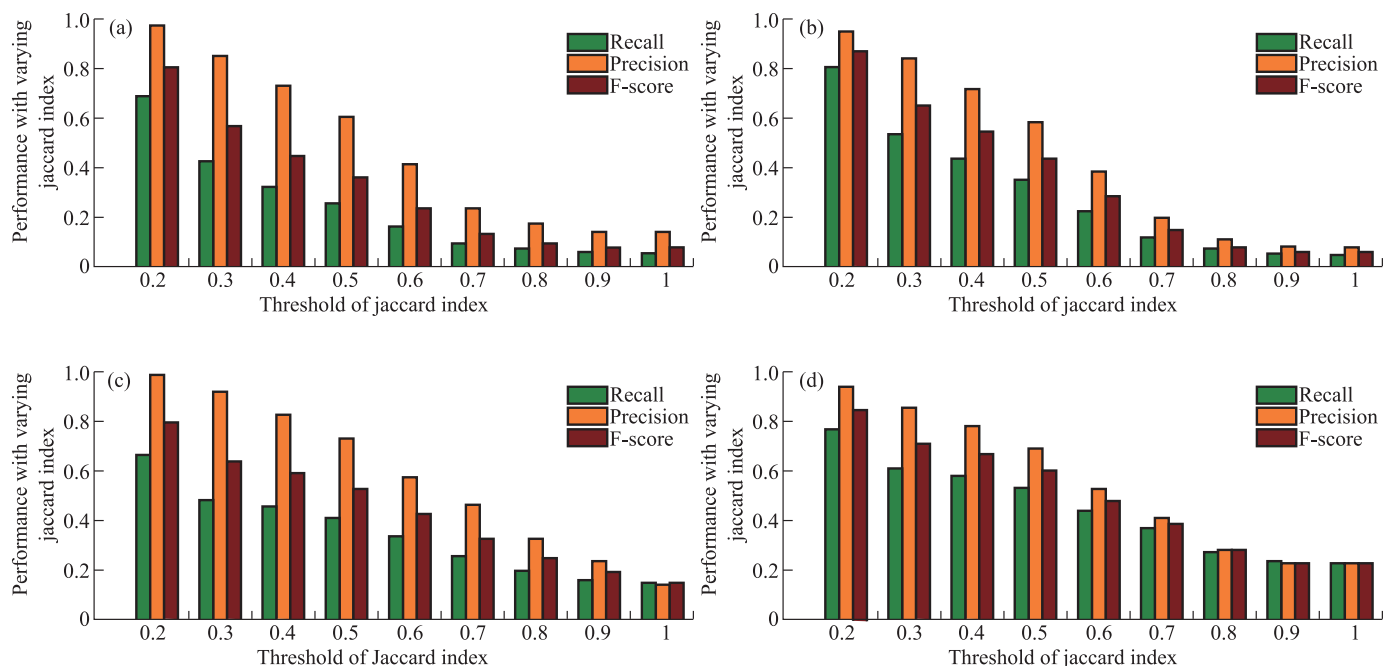 (a)
Performance with varying
jaccard index
1.0
0.8
0.6
0.4
0.2
0
Recall
Precision
F-score
0.2 0.3 0.4 0.5 0.6 0.7 0.8 0.9 1
Threshold of jaccard index
(b)
Performance with varying
jaccard index
1.0
0.8
0.6
0.4
0.2
0
Recall
Precision
F-score
0.2 0.3 0.4 0.5 0.6 0.7 0.8 0.9 1
Threshold of jaccard index
(c)
Performance with varying
jaccard index
1.0
0.8
0.6
0.4
0.2
0
Recall
Precision
F-score
0.2 0.3 0.4 0.5 0.6 0.7 0.8 0.9 1
Threshold of Jaccard index
(d)
Performance with varying
jaccard index
1.0
0.8
0.6
0.4
0.2
0
Recall
Precision
F-score
0.2 0.3 0.4 0.5 0.6 0.7 0.8 0.9 1
Threshold of jaccard index